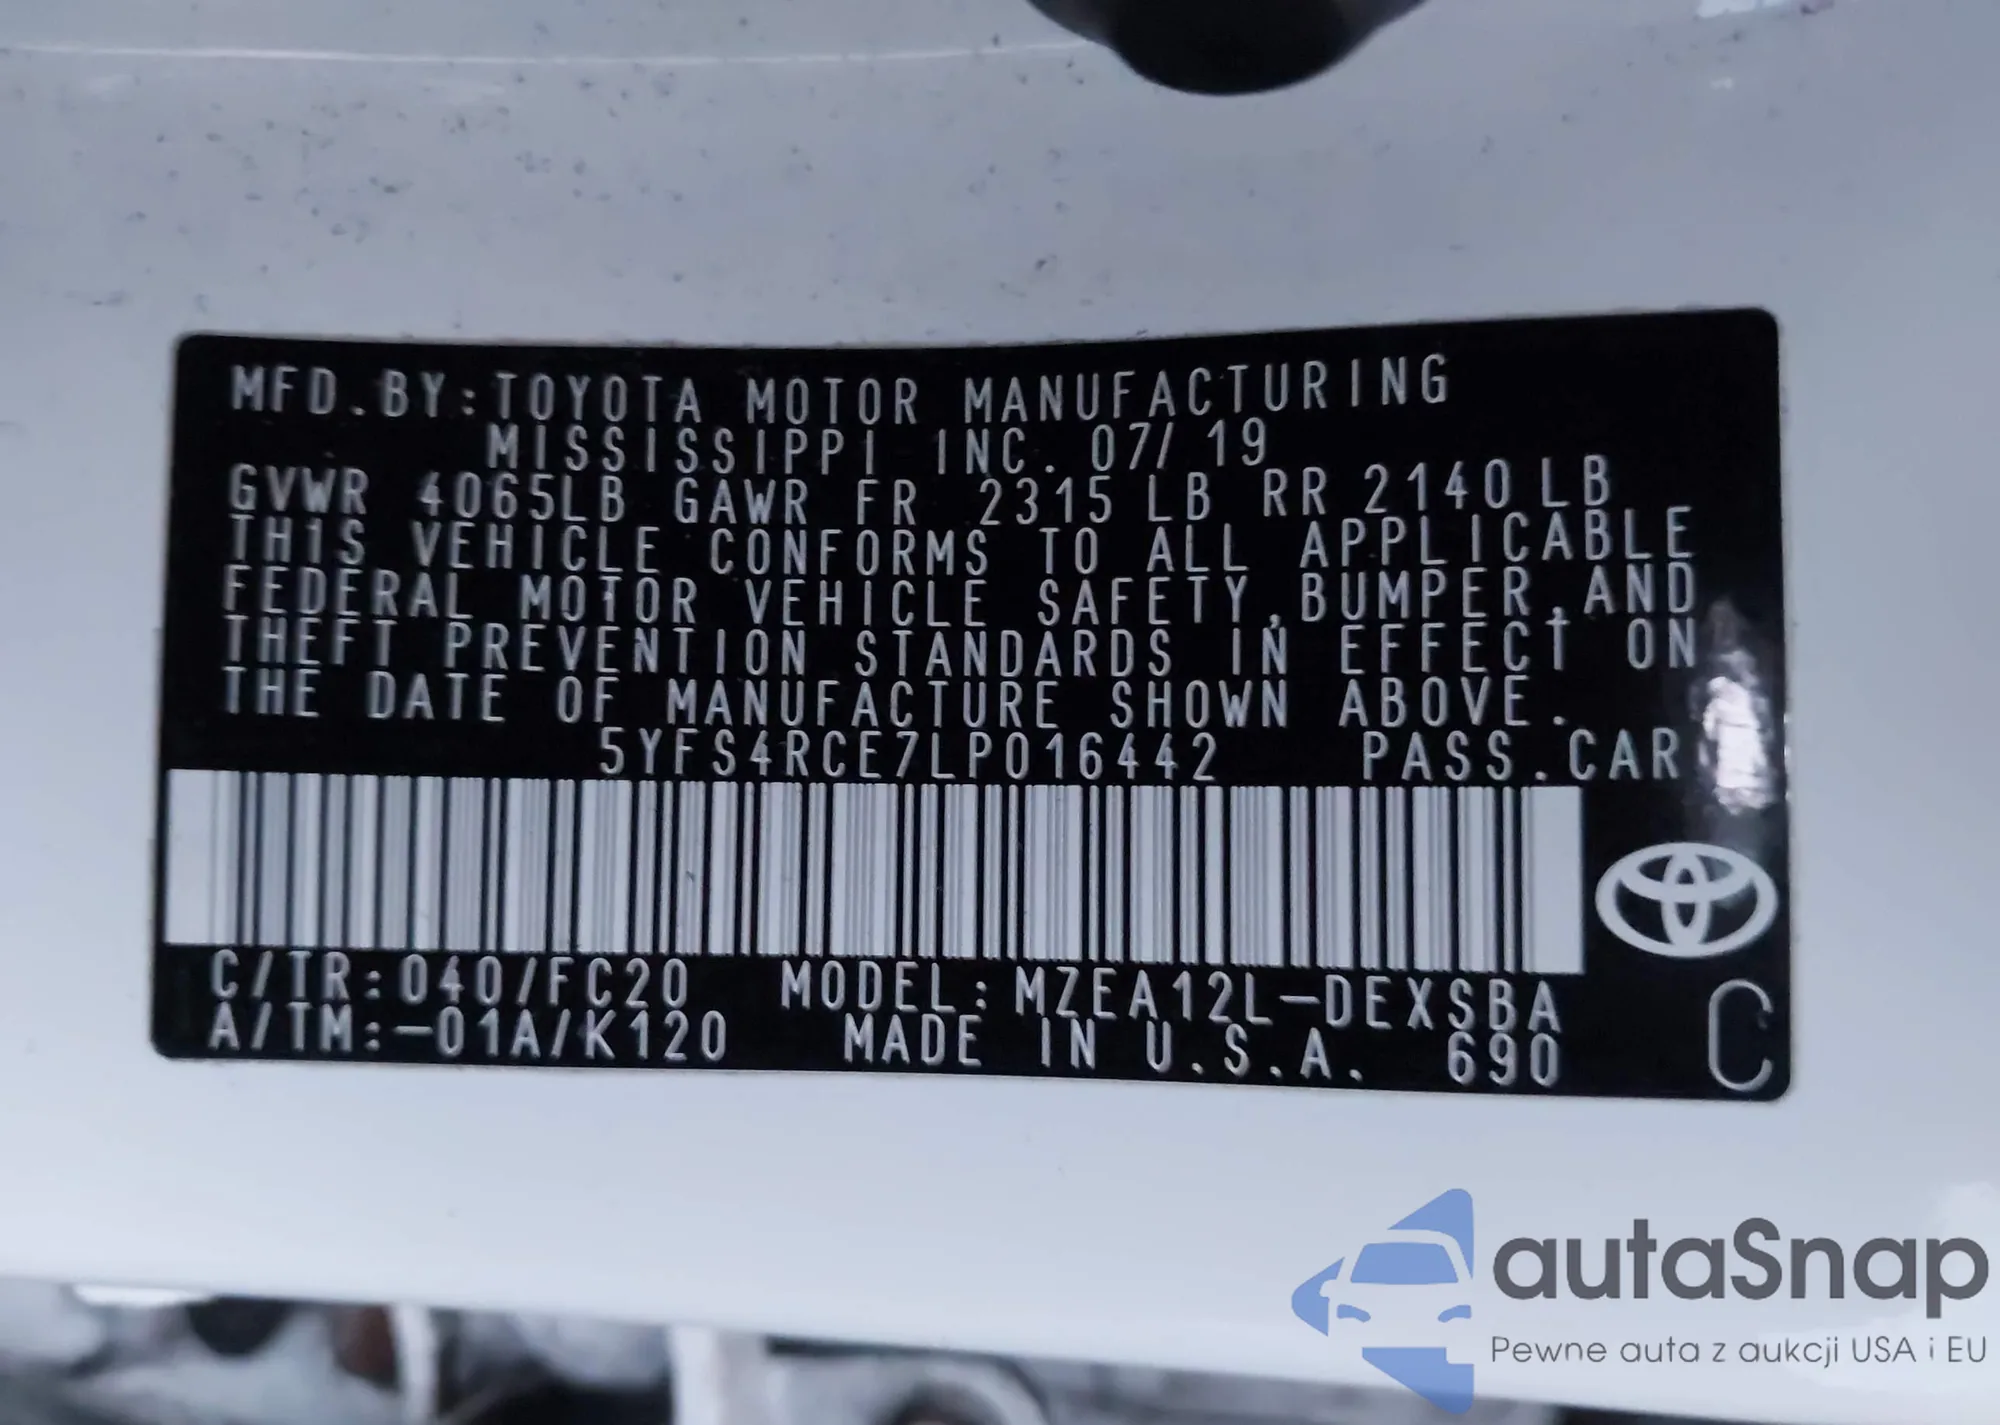 MFD.BY:TOYOTA MOTOR MANUFACTURING
MISSISSIPPI INC. 07/19
GVWR 4065LB GAWR FR 2315 LB RR 2140 LB
THIS VEHICLE CONFORMS TO ALL APPLICABLE
FEDERAL MOTOR VEHICLE SAFETY,BUMPER,AND
THEFT PREVENTION STANDARDS IN EFFECT ON
THE DATE OF MANUFACTURE SHOWN ABOVE.
5YFS4RCE7LP016442 PASS.CAR
C/TR:040/FC20 MODEL:MZEA12L-DEXSBA
A/TM:-01A/K120 MADE IN U.S.A. 690
C
autaSnap
Pewne auta z aukcji USA i EU